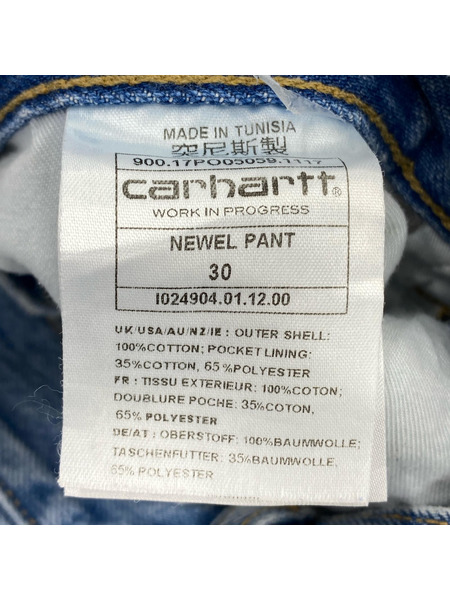 MADE IN TUNISIA
突尼斯製
900.17PO05059.1117
carhartt®
WORK IN PROGRESS
NEWEL PANT
30
I024904.01.12.00
UK/USA/AU/NZ/IE : OUTER SHELL:
100%COTTON; POCKET LINING:
35%COTTON, 65%POLYESTER
FR : TISSU EXTERIEUR: 100%COTON;
DOUBLURE POCHE: 35%COTON,
65% POLYESTER
DE/AT : OBERSTOFF: 100%BAUMWOLLE;
TASCHENFUTTER: 35%BAUMWOLLE,
65% POLYESTER